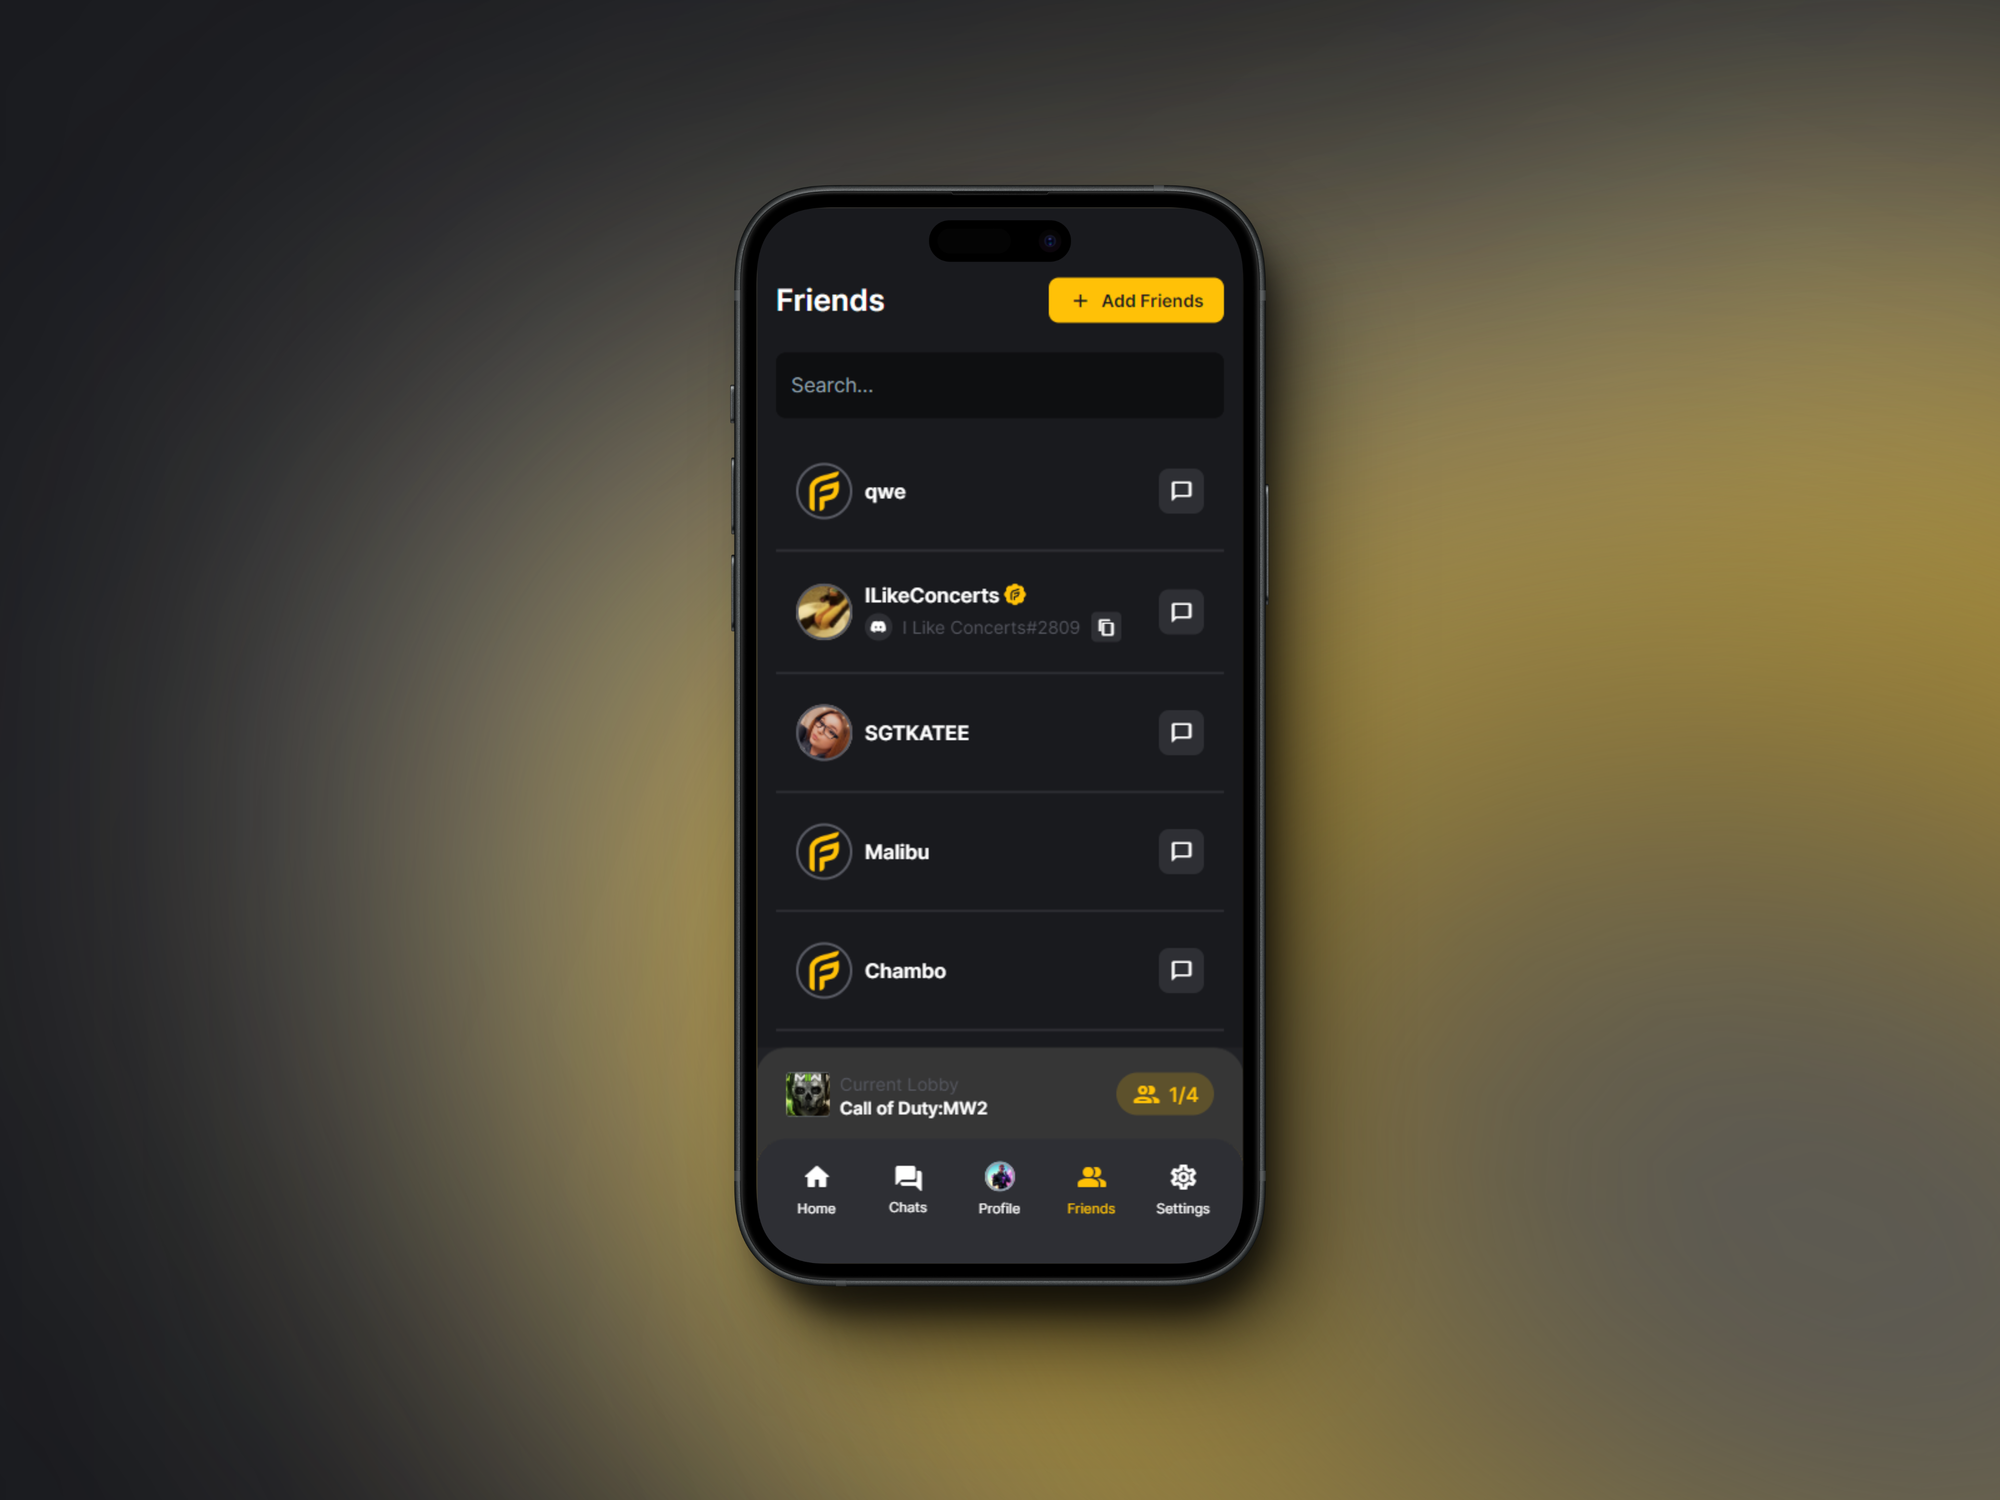 Friends
+ Add Friends
Search...
qwe
ILikeConcerts
I Like Concerts#2809
SGTKATEE
Malibu
Chambo
Current Lobby
Call of Duty:MW2
1/4
Home
Chats
Profile
Friends
Settings